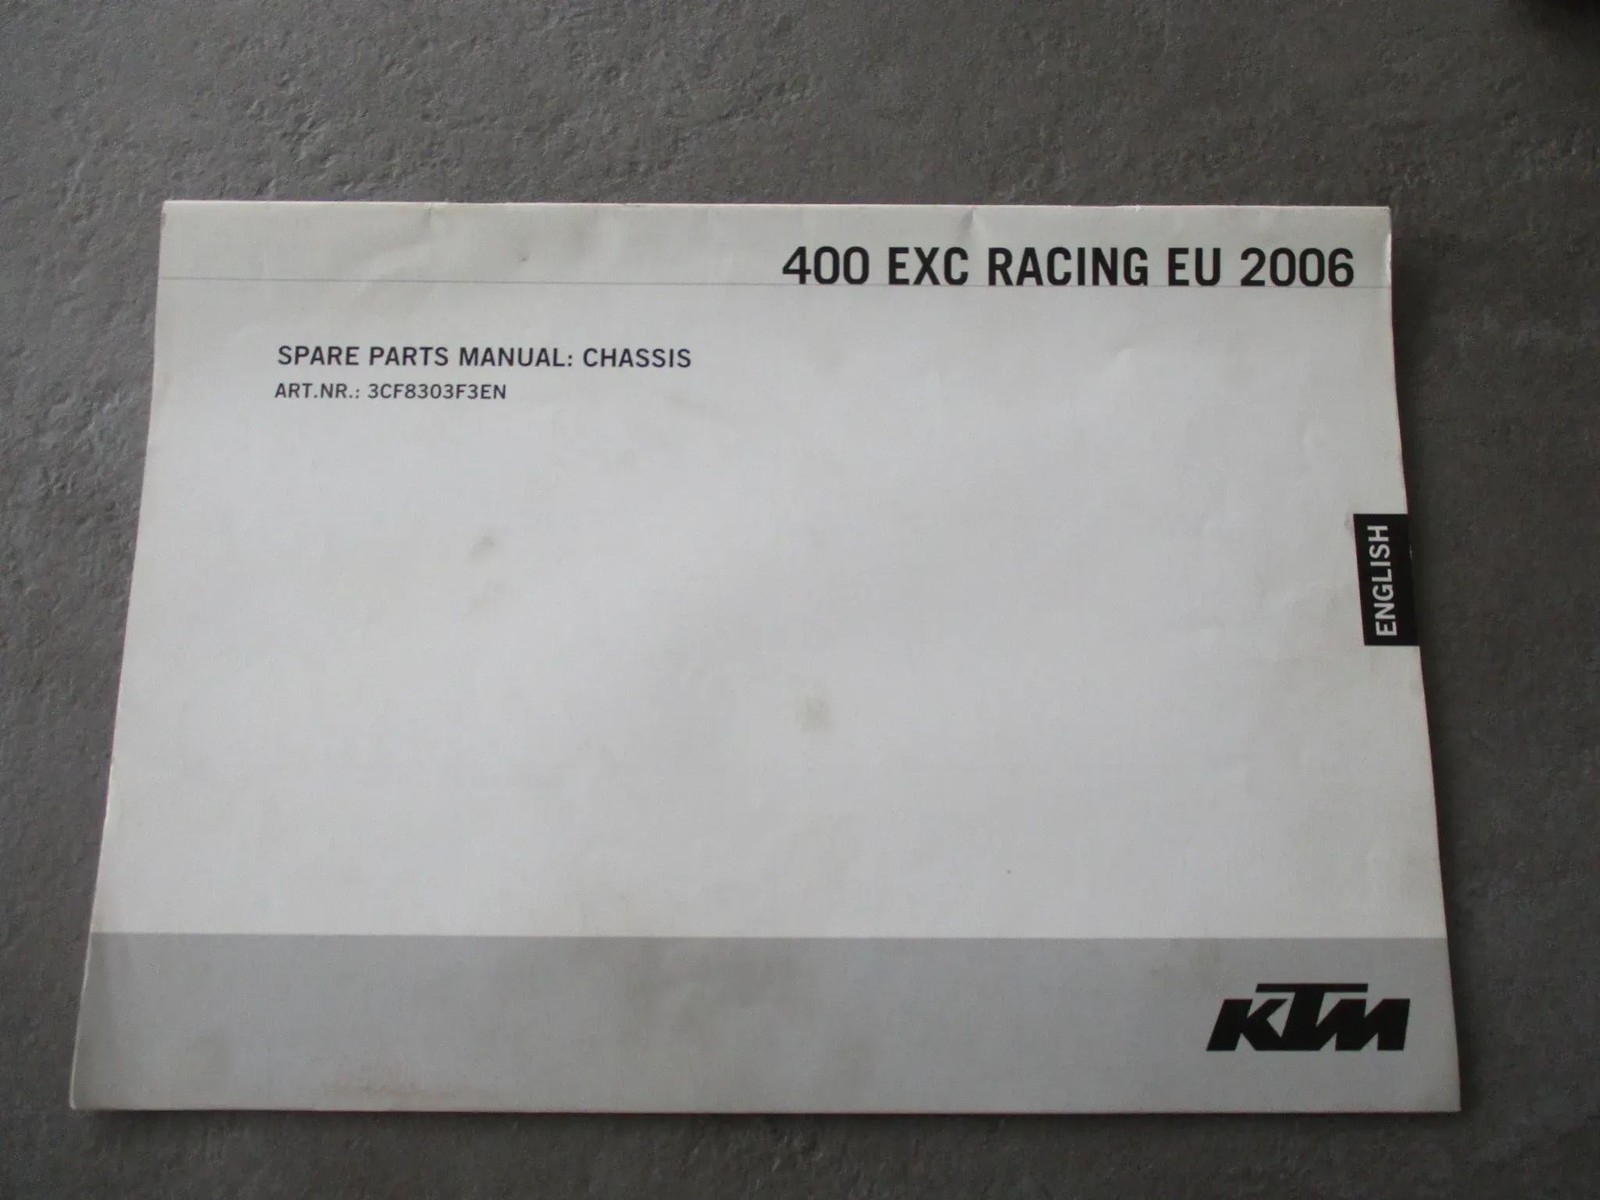 400 EXC RACING EU 2006
SPARE PARTS MANUAL: CHASSIS
ART.NR.: 3CF8303F3EN
ENGLISH
KTM